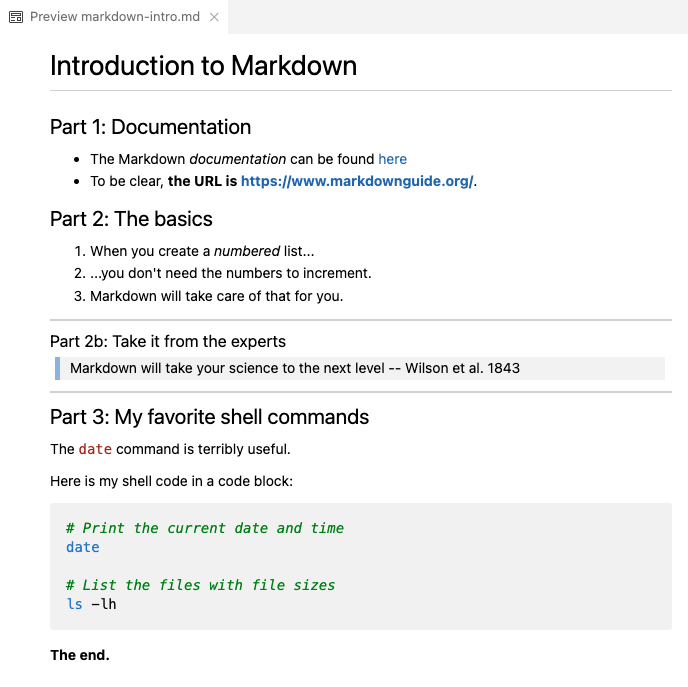 Preview markdown-intro.md
Introduction to Markdown
Part 1: Documentation
• The Markdown documentation can be found here
• To be clear, the URL is https://www.markdownguide.org/.
Part 2: The basics
1. When you create a numbered list...
2. ...you don't need the numbers to increment.
3. Markdown will take care of that for you.
Part 2b: Take it from the experts
Markdown will take your science to the next level -- Wilson et al. 1843
Part 3: My favorite shell commands
The date command is terribly useful.
Here is my shell code in a code block:
# Print the current date and time
date
# List the files with file sizes
ls -lh
The end.